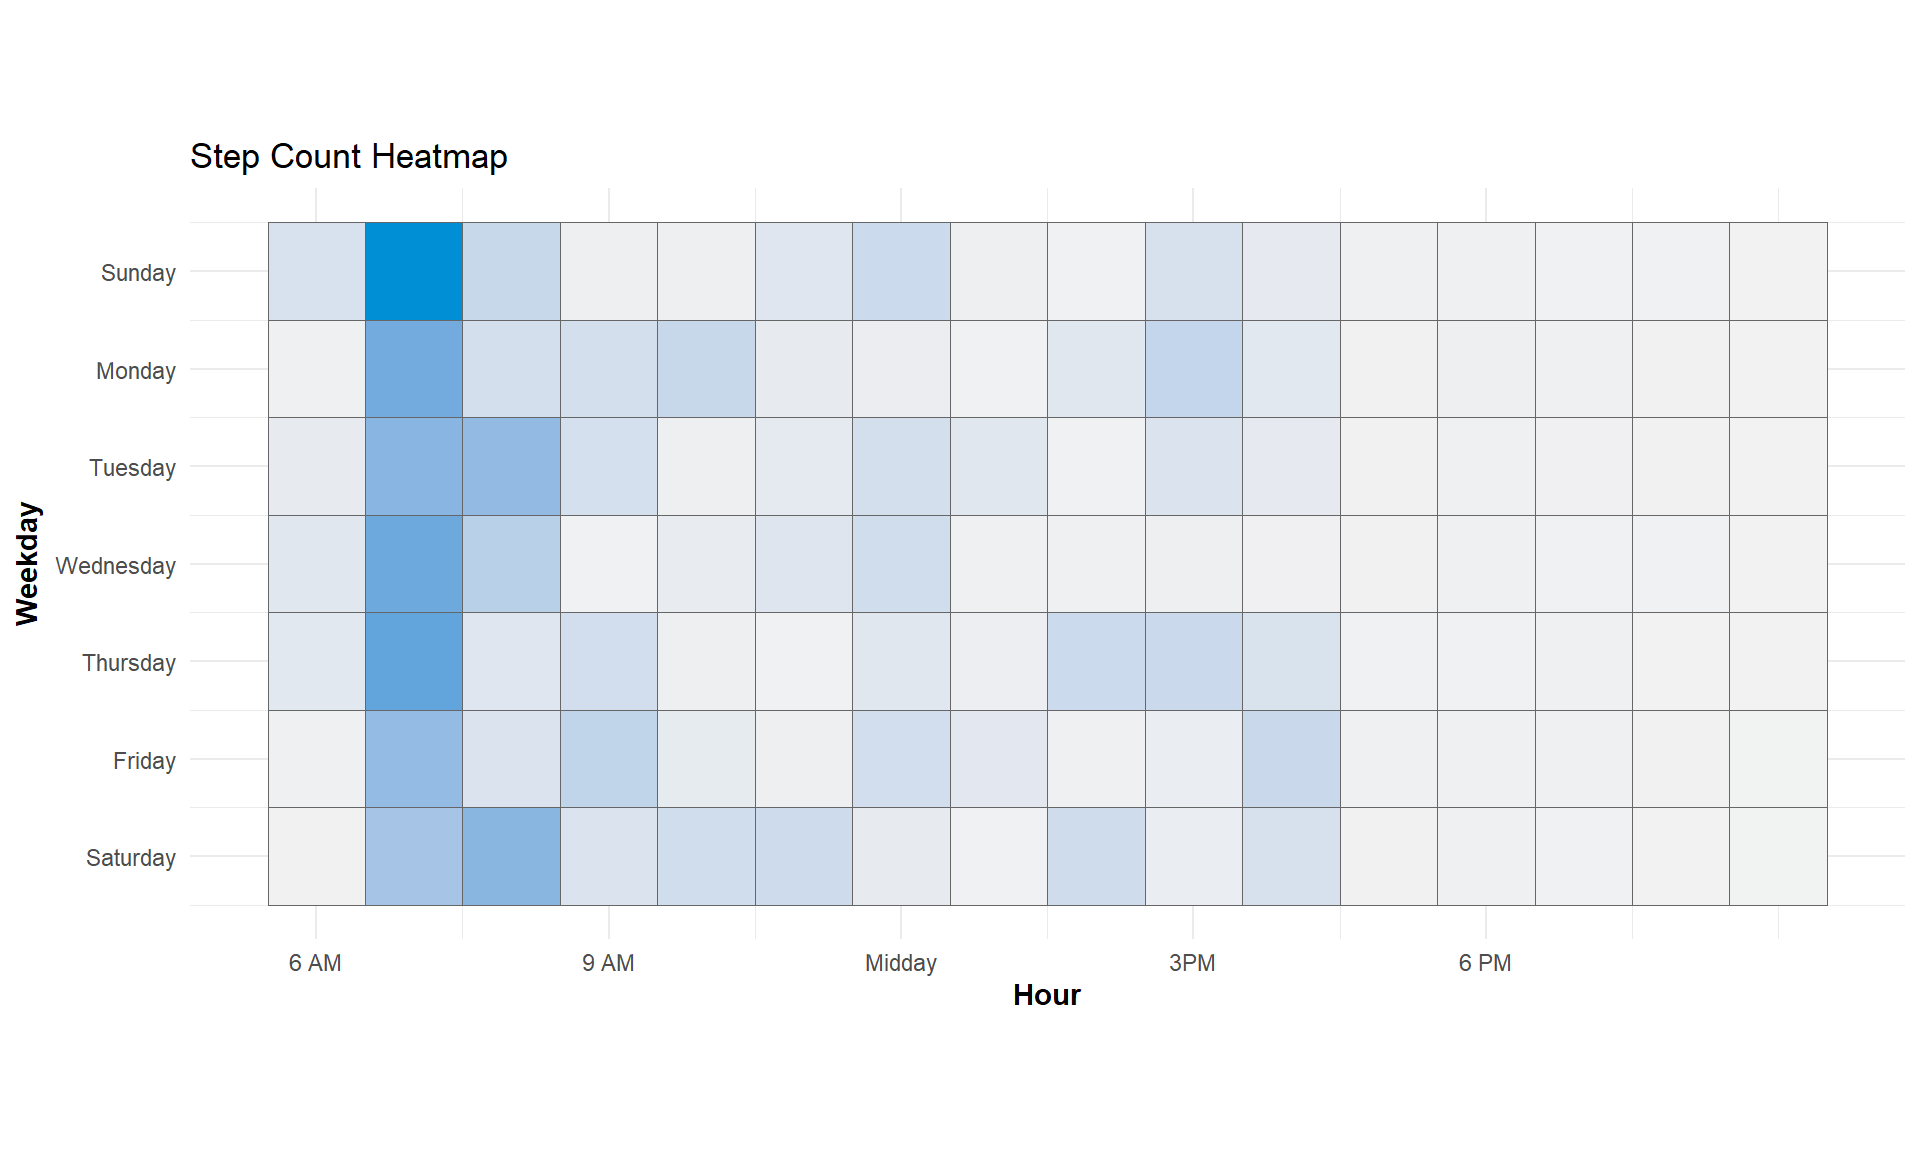 Step Count Heatmap
Sunday
Monday
Tuesday
Wednesday
Thursday
Friday
Saturday
Weekday
6 AM 9 AM Midday 3PM 6 PM
Hour